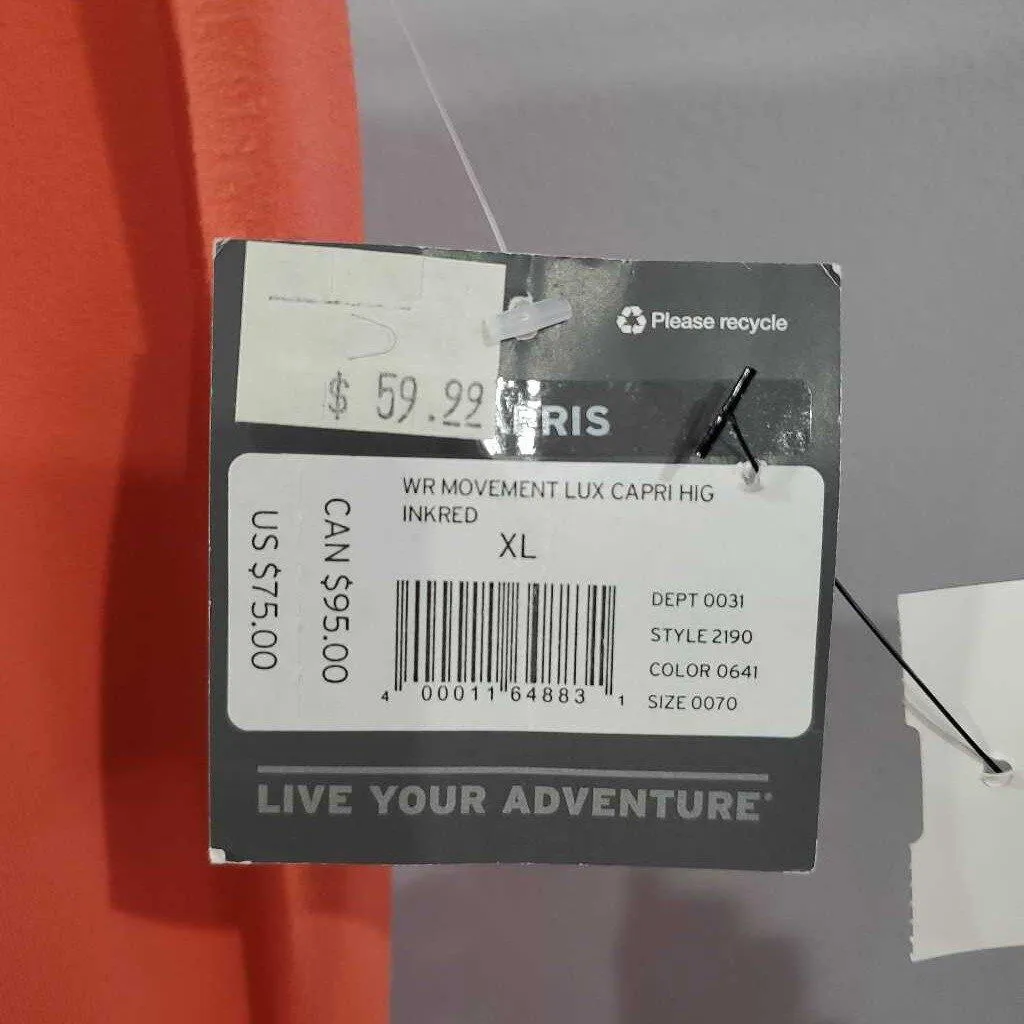 Please recycle
$ 59.99
WR MOVEMENT LUX CAPRI HIG
INKRED
XL
US $75.00
CAN $95.00
DEPT 0031
STYLE 2190
COLOR 0641
SIZE 0070
4 00011 64883 1
LIVE YOUR ADVENTURE®